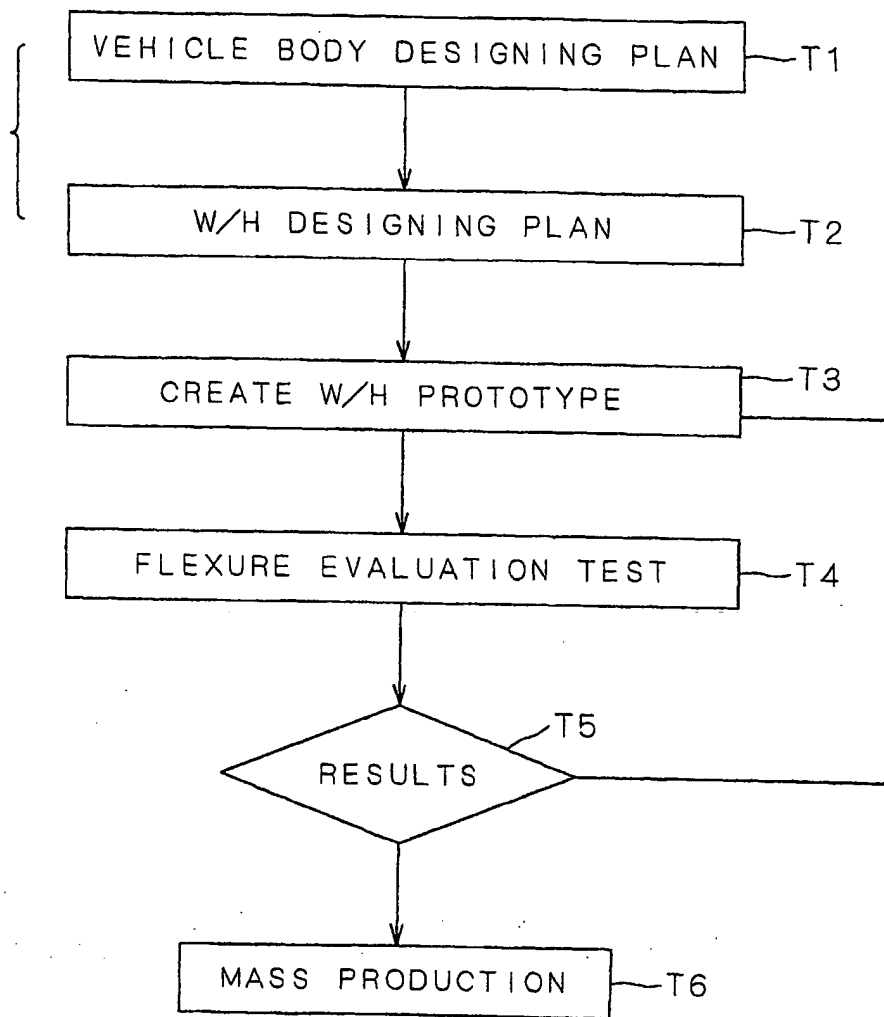 VEHICLE BODY DESIGNING PLAN T1
W/H DESIGNING PLAN T2
CREATE W/H PROTOTYPE T3
FLEXURE EVALUATION TEST T4
T5
RESULTS
MASS PRODUCTION T6